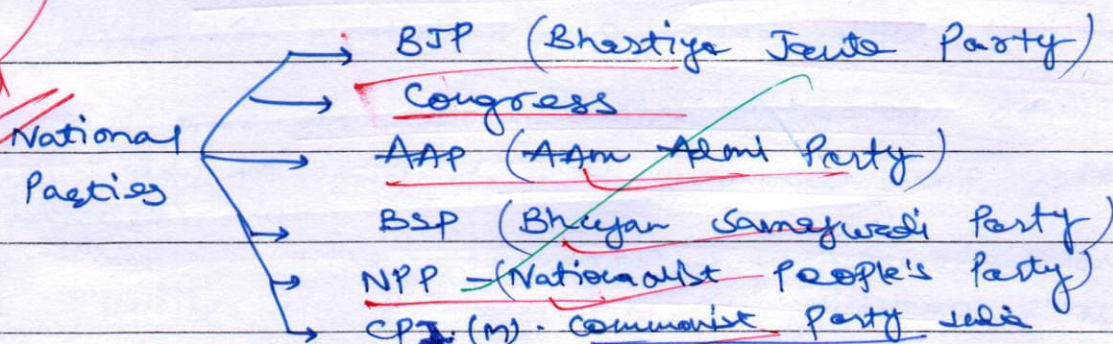 BJP (Bhartiya Janta Party)
Congress
National
Parties
AAP (AAm Admi Party)
BSP (Bhujan Samajwadi Party)
NPP - (Nationalist People's Party)
CPI (M). Communist Party India